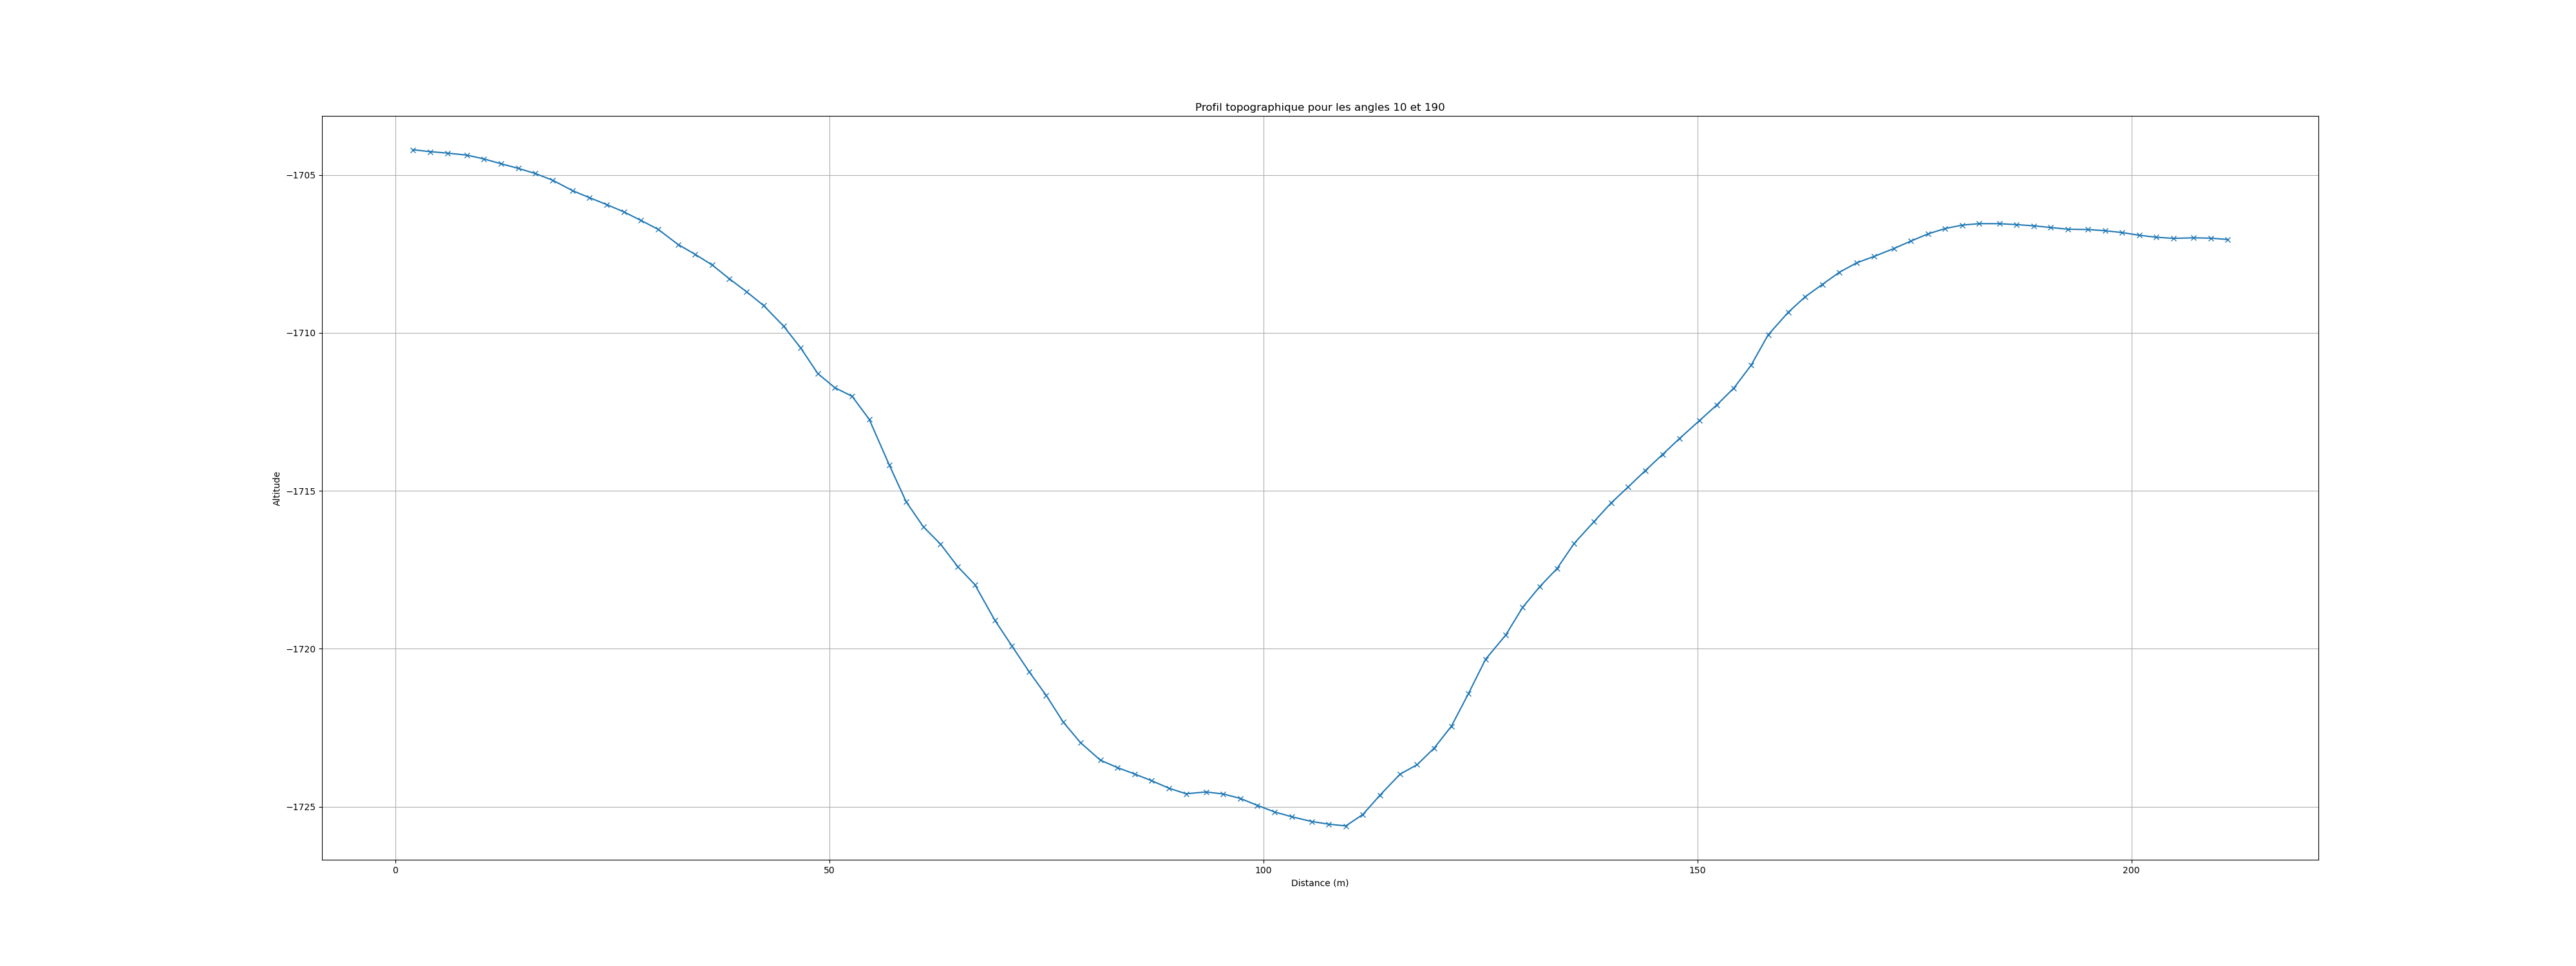 Profil topographique pour les angles 10 et 190
−1705
−1710
−1715
−1720
−1725
Altitude
0 50 100 150 200
Distance (m)